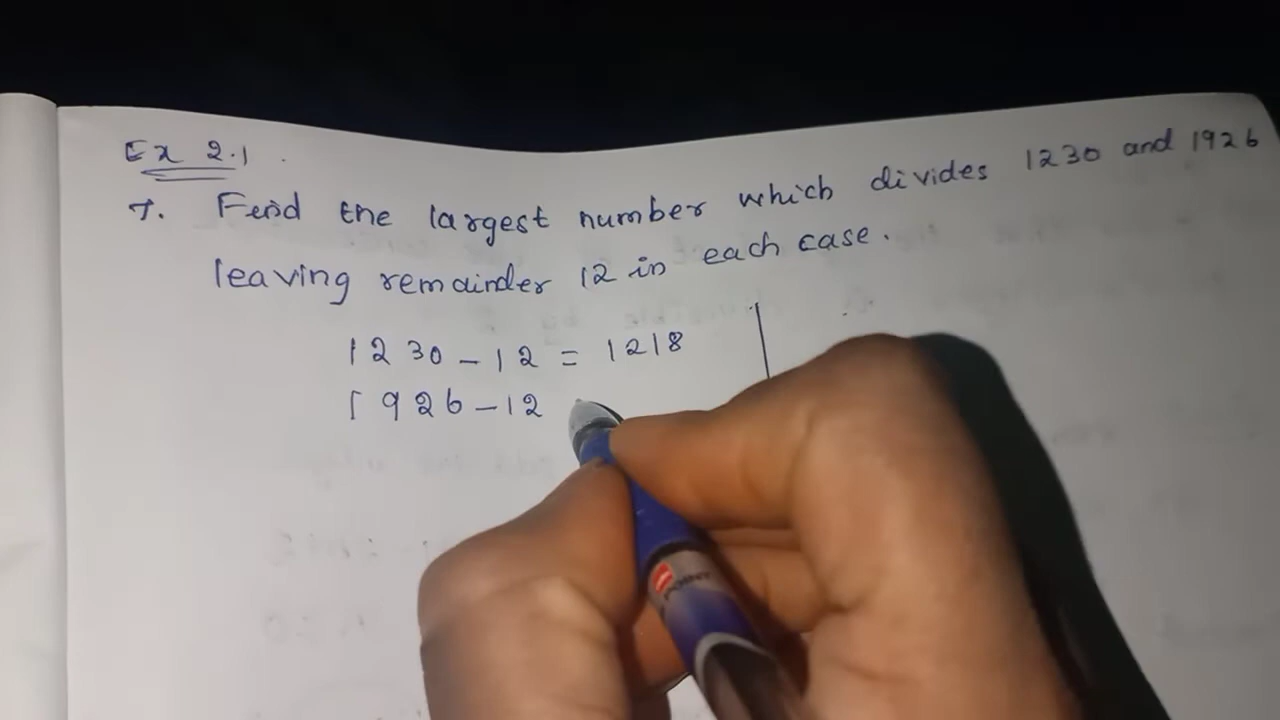 Ex 2.1
7. Find the largest number which divides 1230 and 1926
leaving remainder 12 in each case.
1230 - 12 = 1218
1926 - 12